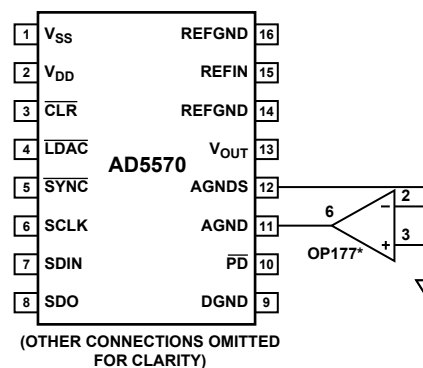 1 VSS REFGND 16
2 VDD REFIN 15
3 CLR REFGND 14
4 LDAC VOUT 13
AD5570
5 SYNC AGNDS 12
6 SCLK AGND 11
7 SDIN PD 10
8 SDO DGND 9
6 2
3
– +
OP177*
(OTHER CONNECTIONS OMITTED
FOR CLARITY)